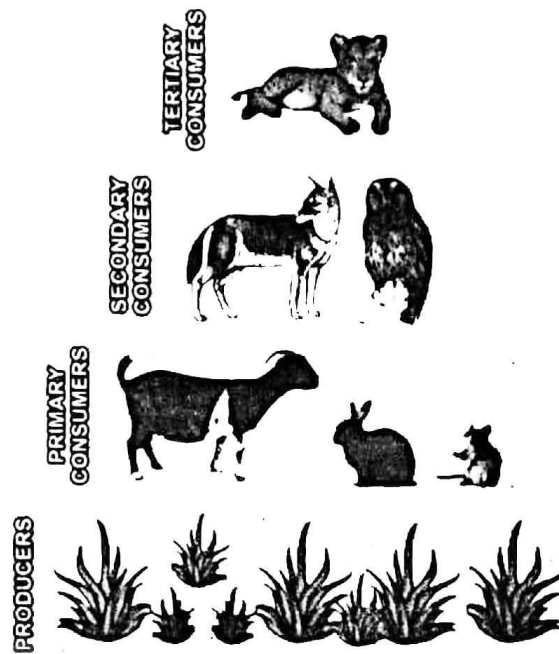 TERTIARY
CONSUMERS
SECONDARY
CONSUMERS
PRIMARY
CONSUMERS
PRODUCERS